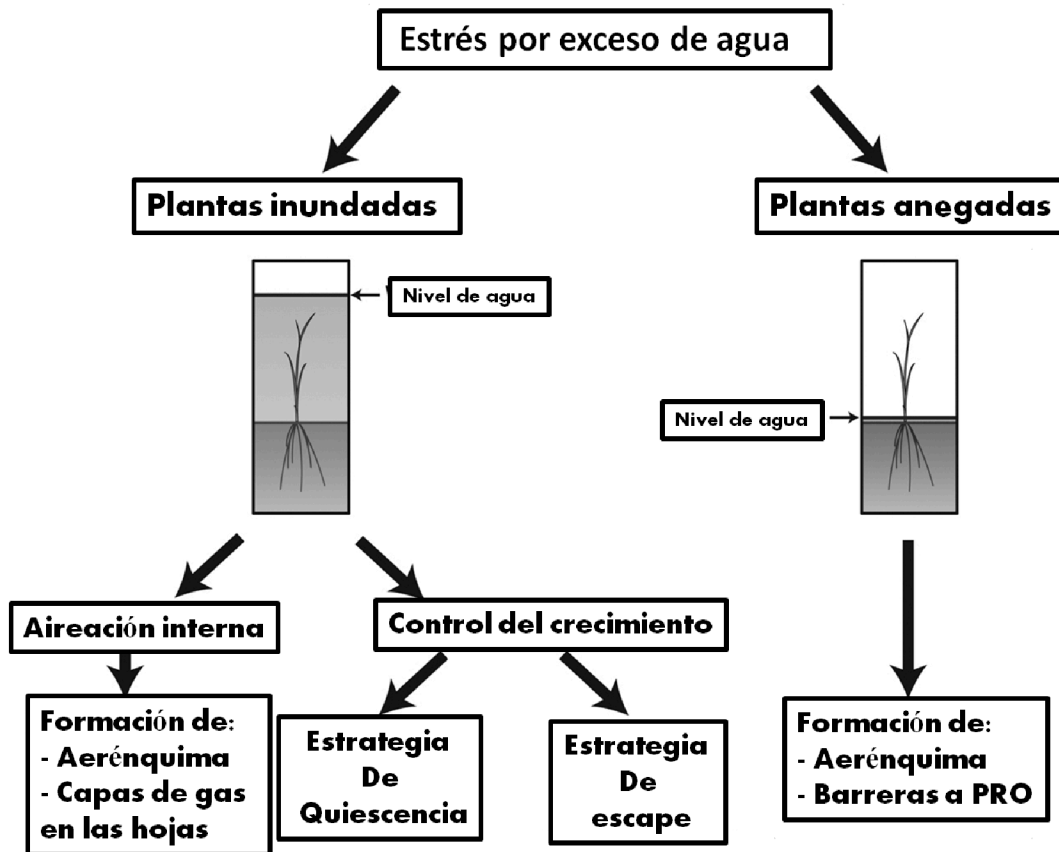 Estrés por exceso de agua
Plantas inundadas
Plantas anegadas
Nivel de agua
Nivel de agua
Aireación interna
Control del crecimiento
Formación de:
- Aerénquima
- Capas de gas
en las hojas
Estrategia
De
Quiescencia
Estrategia
De
escape
Formación de:
- Aerénquima
- Barreras a PRO